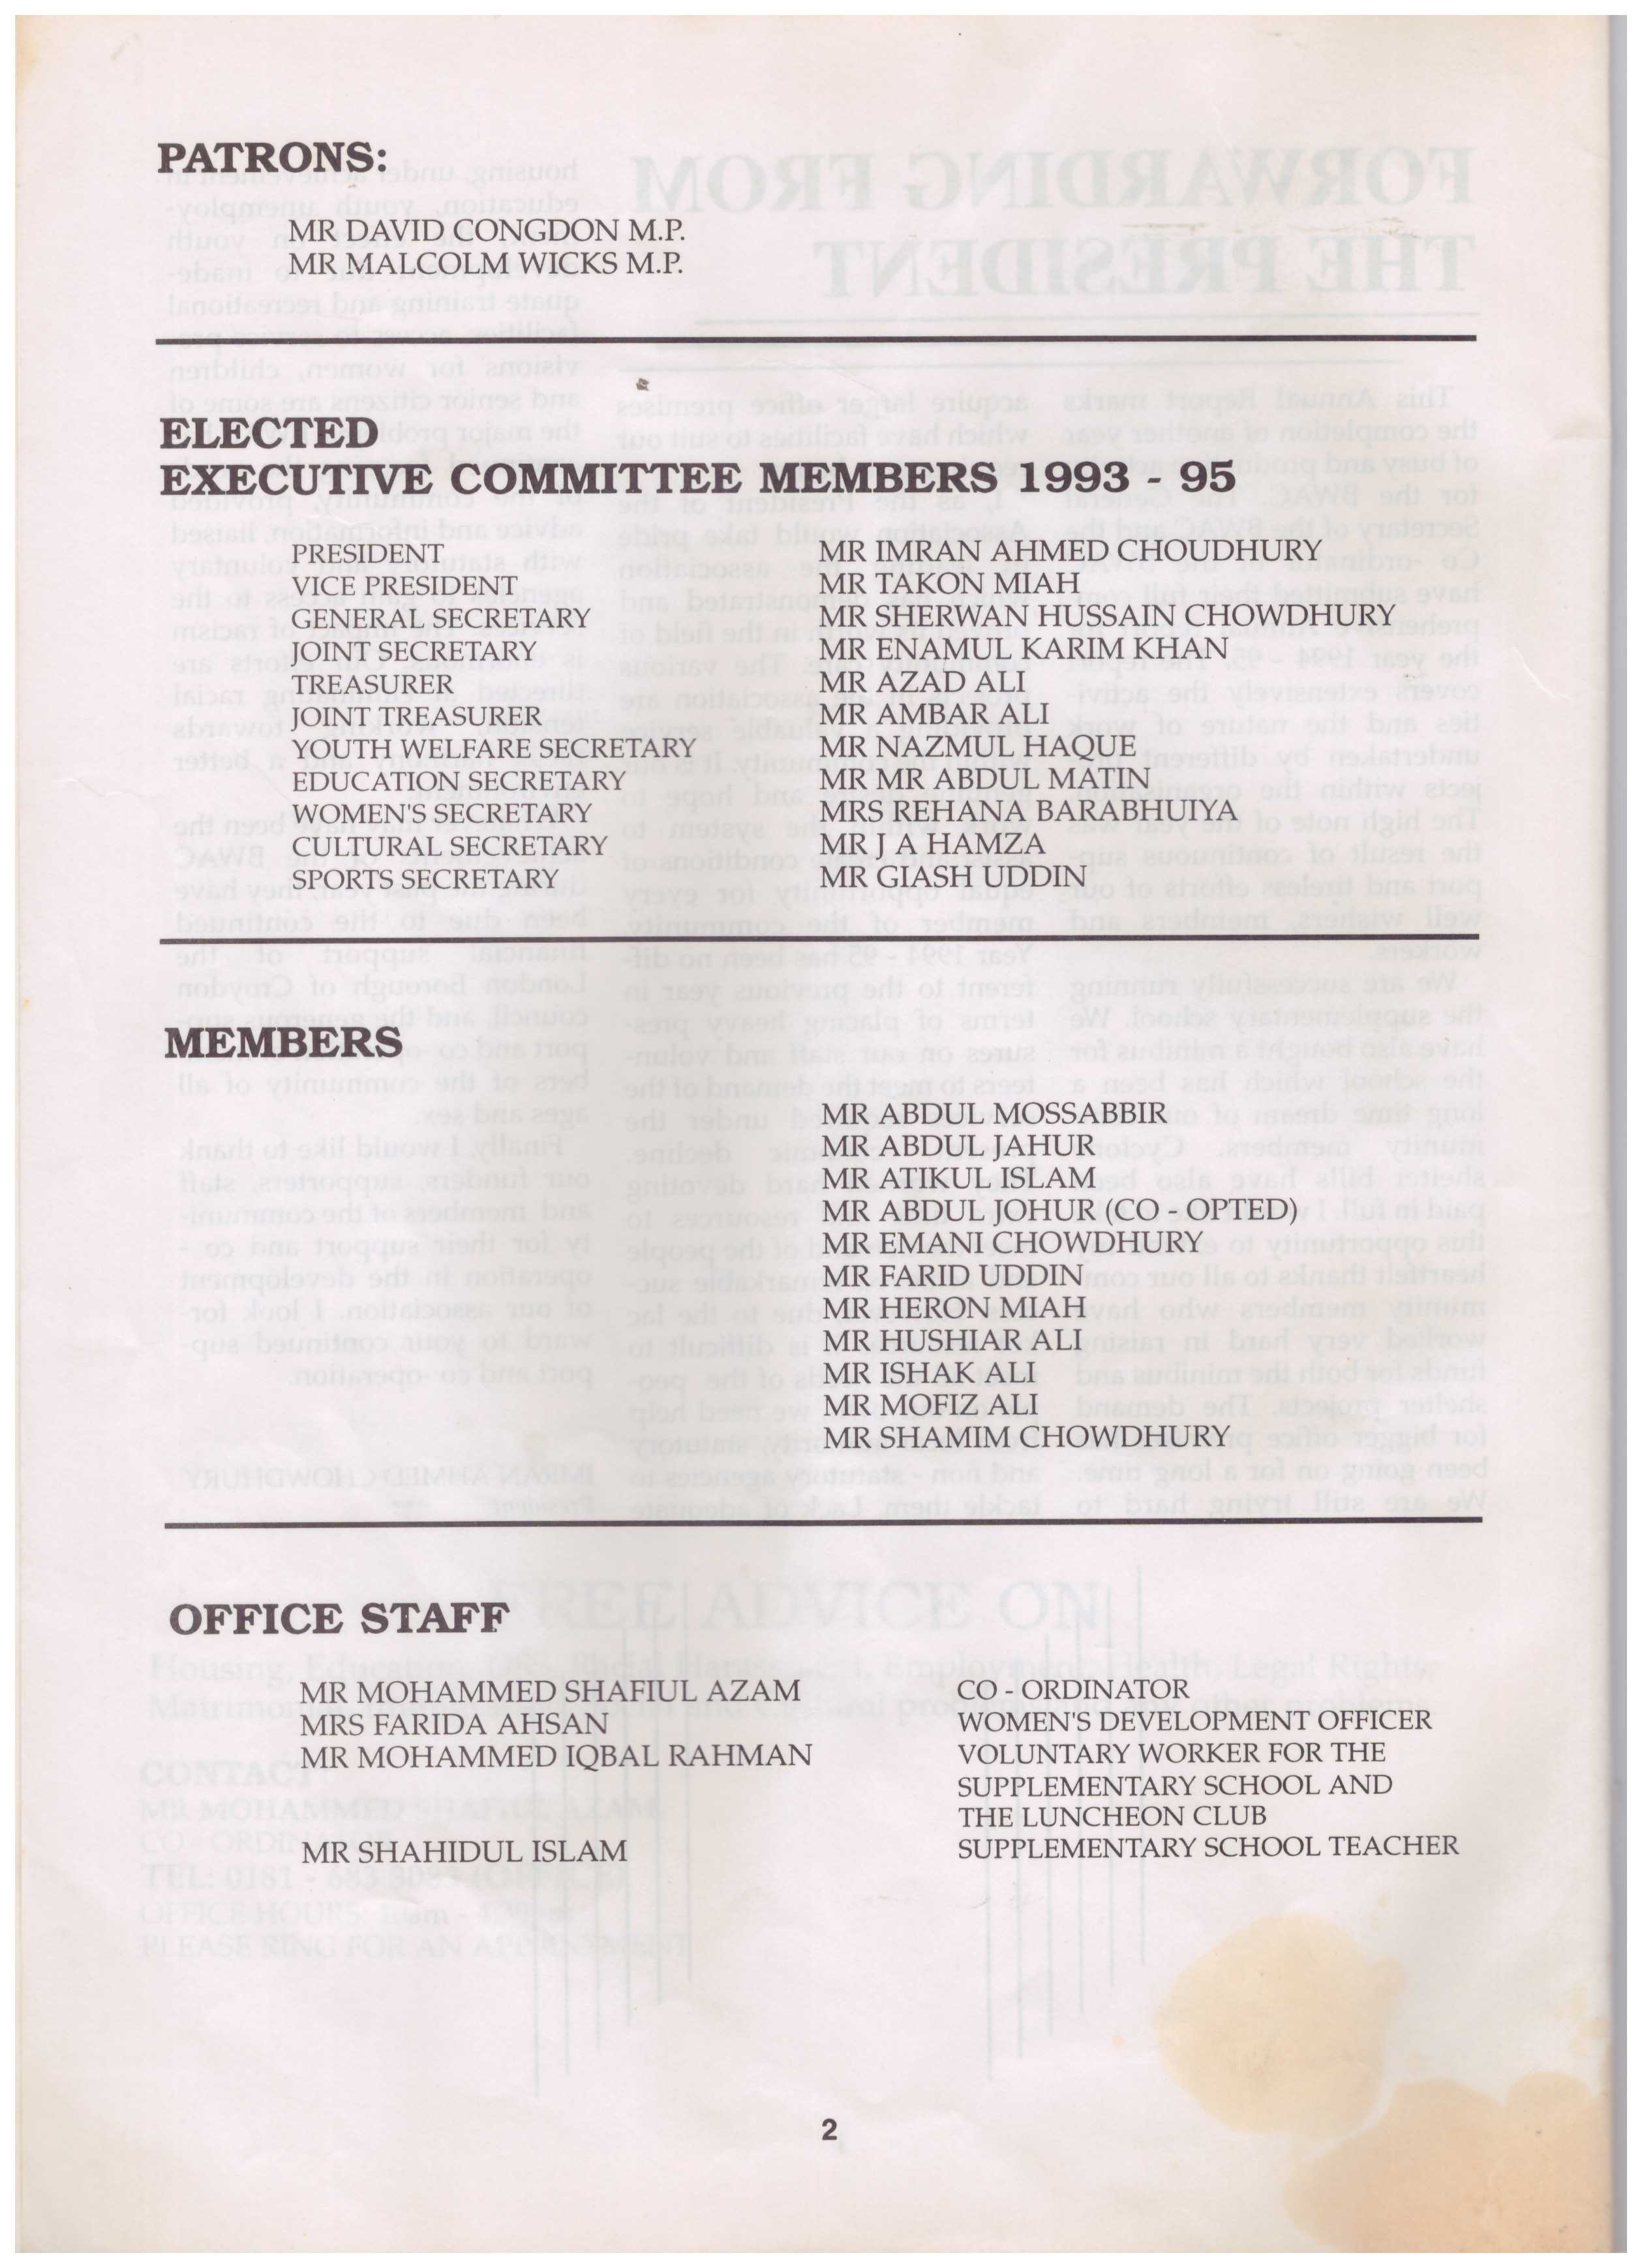 PATRONS:
MR DAVID CONGDON M.P.
MR MALCOLM WICKS M.P.
ELECTED
EXECUTIVE COMMITTEE MEMBERS 1993 - 95
PRESIDENT MR IMRAN AHMED CHOUDHURY
VICE PRESIDENT MR TAKON MIAH
GENERAL SECRETARY MR SHERWAN HUSSAIN CHOWDHURY
JOINT SECRETARY MR ENAMUL KARIM KHAN
TREASURER MR AZAD ALI
JOINT TREASURER MR AMBAR ALI
YOUTH WELFARE SECRETARY MR NAZMUL HAQUE
EDUCATION SECRETARY MR MR ABDUL MATIN
WOMEN'S SECRETARY MRS REHANA BARABHUIYA
CULTURAL SECRETARY MR J A HAMZA
SPORTS SECRETARY MR GIASH UDDIN
MEMBERS
MR ABDUL MOSSABBIR
MR ABDUL JAHUR
MR ATIKUL ISLAM
MR ABDUL JOHUR (CO - OPTED)
MR EMANI CHOWDHURY
MR FARID UDDIN
MR HERON MIAH
MR HUSHIAR ALI
MR ISHAK ALI
MR MOFIZ ALI
MR SHAMIM CHOWDHURY
OFFICE STAFF
MR MOHAMMED SHAFIUL AZAM CO - ORDINATOR
MRS FARIDA AHSAN WOMEN'S DEVELOPMENT OFFICER
MR MOHAMMED IQBAL RAHMAN VOLUNTARY WORKER FOR THE
SUPPLEMENTARY SCHOOL AND
THE LUNCHEON CLUB
MR SHAHIDUL ISLAM SUPPLEMENTARY SCHOOL TEACHER
2